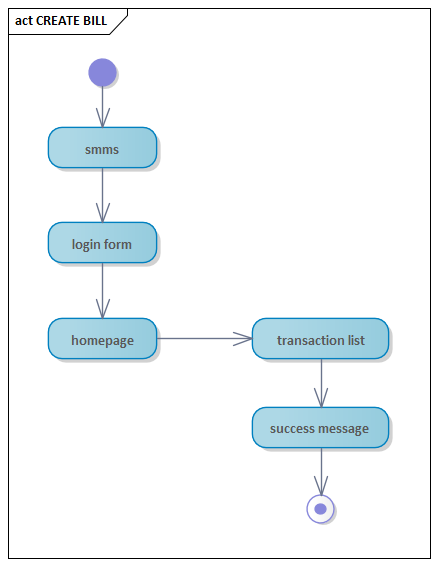 act CREATE BILL
smms
login form
homepage
transaction list
success message